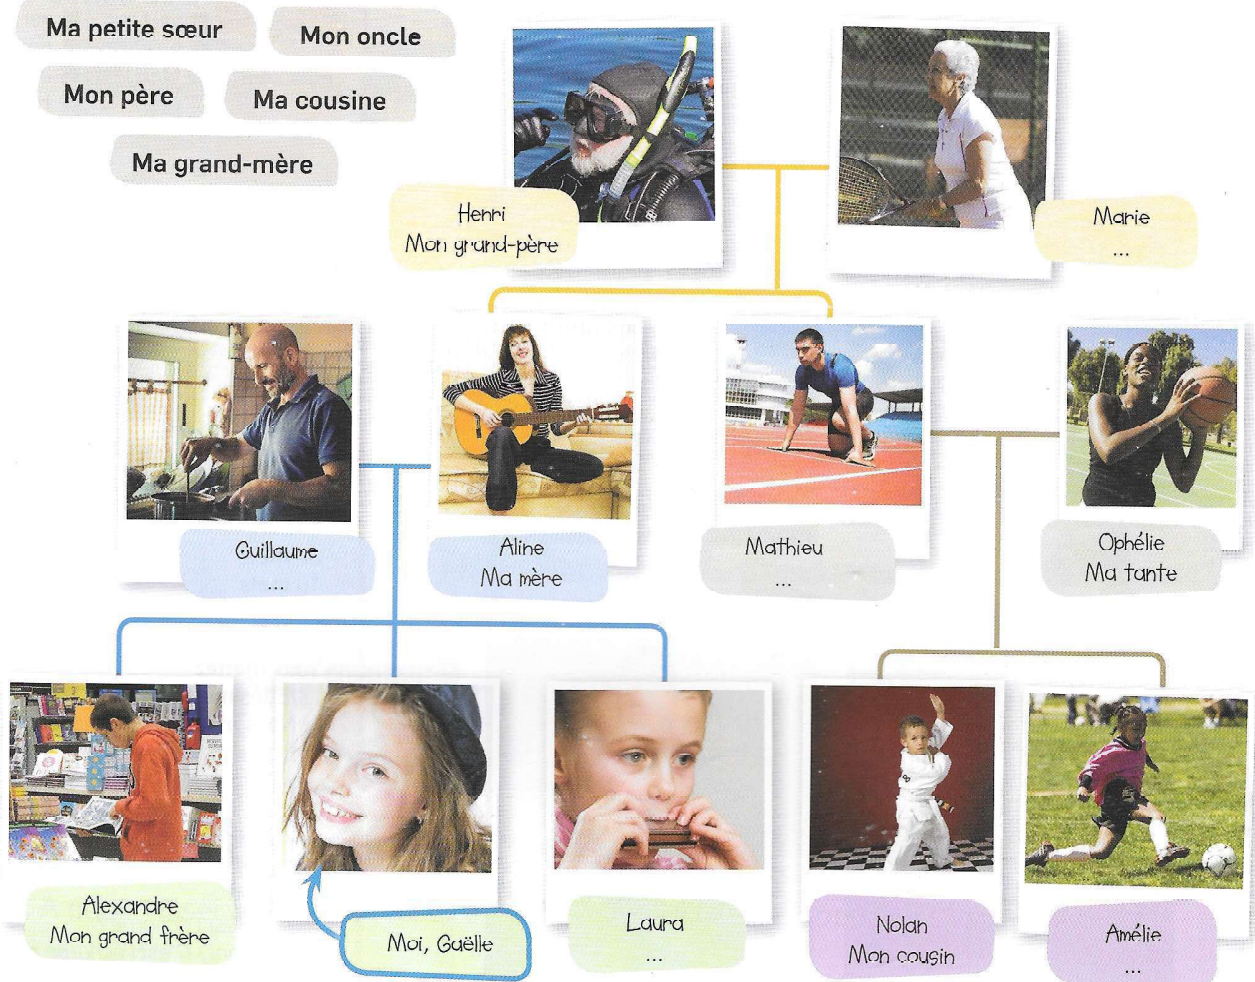 Ma petite sœur
Mon oncle
Mon père
Ma cousine
Ma grand-mère
Henri
Mon grand-père
Marie
...
Guillaume
...
Aline
Ma mère
Mathieu
...
Ophélie
Ma tante
Alexandre
Mon grand frère
Moi, Gaëlle
Laura
...
Nolan
Mon cousin
Amélie
...